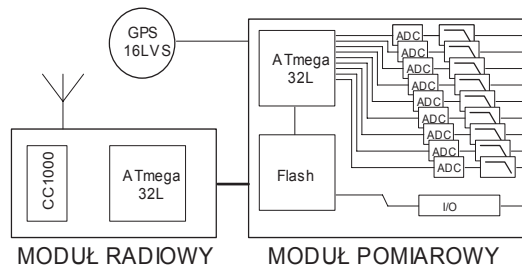 GPS
16LVS
CC1000
ATmega
32L
MODUŁ RADIOWY
ATmega
32L
Flash
ADC
ADC
ADC
ADC
ADC
ADC
ADC
ADC
ADC
I/O
MODUŁ POMIAROWY